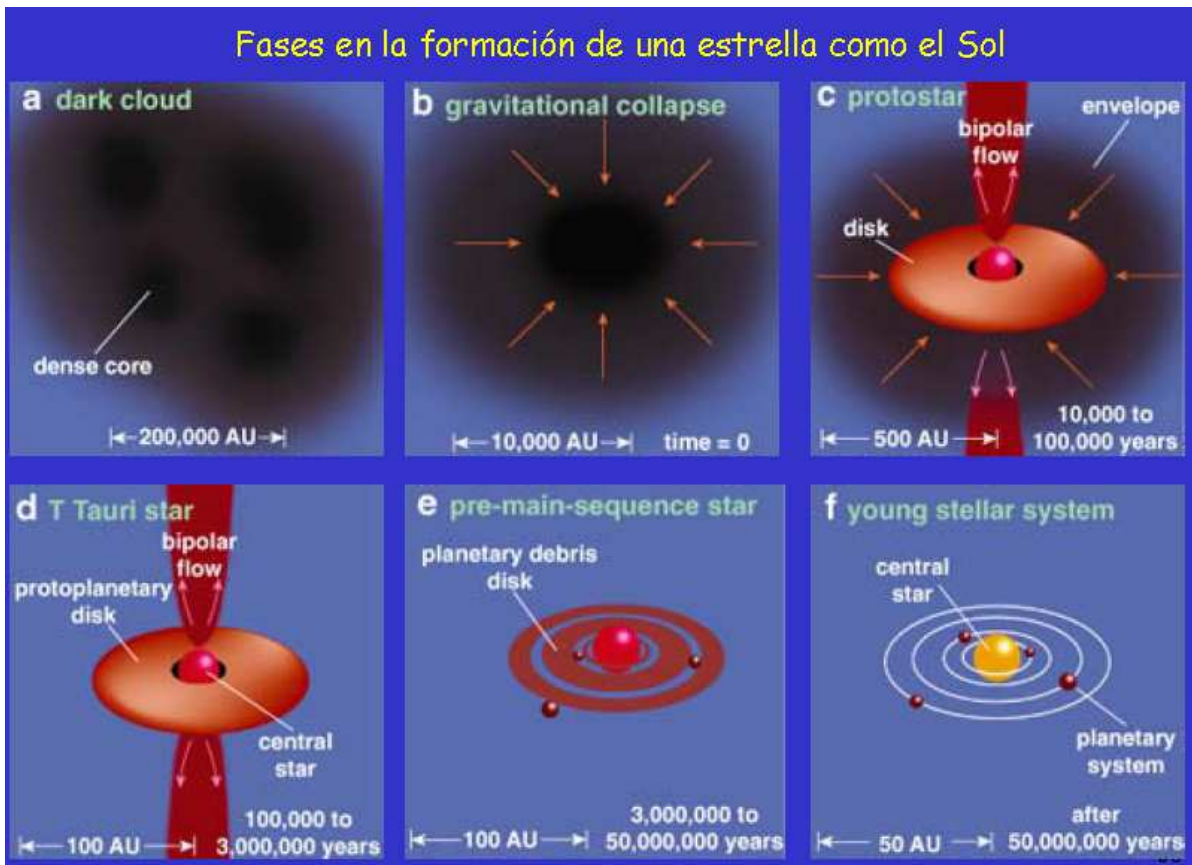 Fases en la formación de una estrella como el Sol
a dark cloud
dense core
200,000 AU
b gravitational collapse
10,000 AU
time = 0
c protostar
envelope
bipolar
flow
disk
10,000 to
500 AU
100,000 years
d T Tauri star
bipolar
flow
protoplanetary
disk
central
star
100,000 to
100 AU
3,000,000 years
e pre-main-sequence star
planetary debris
disk
3,000,000 to
100 AU
50,000,000 years
f young stellar system
central
star
planetary
system
after
50 AU
50,000,000 years